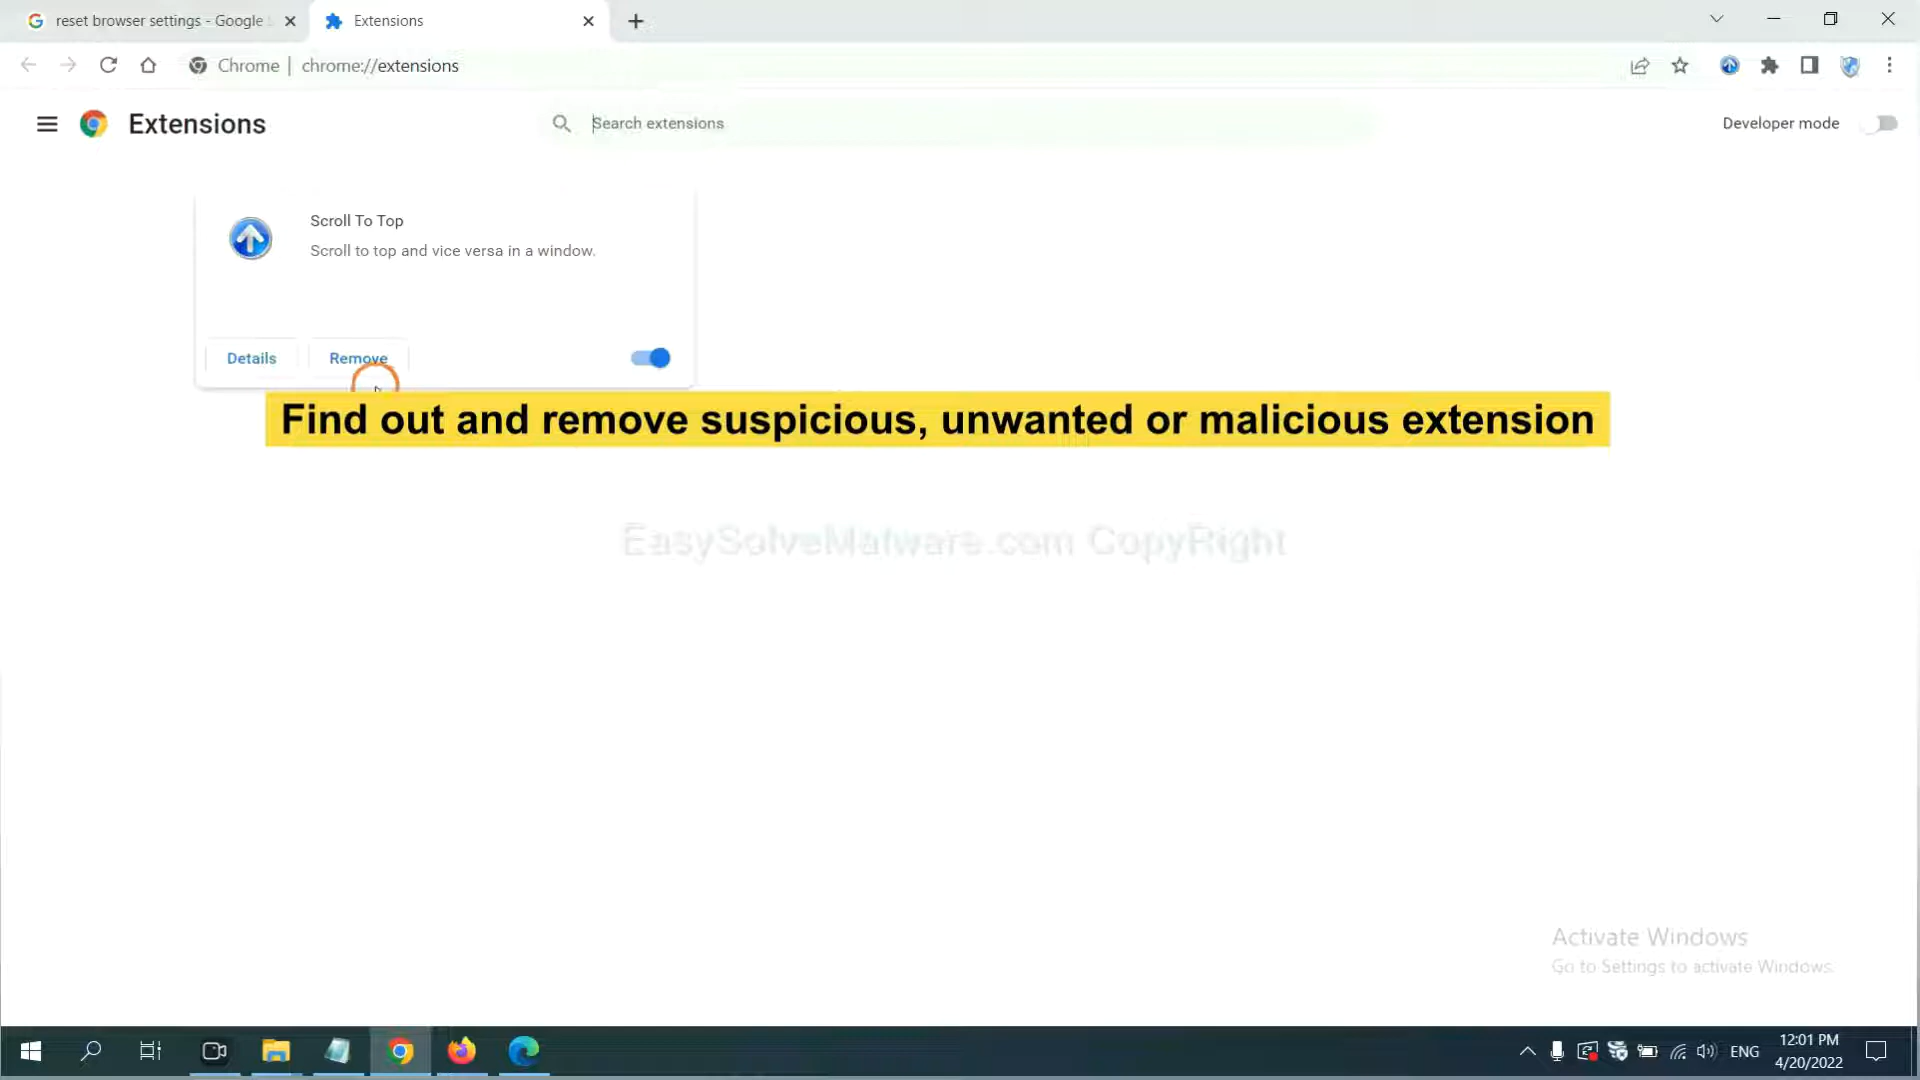 reset browser settings - Google
Extensions
Chrome | chrome://extensions
Extensions
Search extensions
Developer mode
Scroll To Top
Scroll to top and vice versa in a window.
Details
Remove
Find out and remove suspicious, unwanted or malicious extension
EasySolveMalware.com CopyRight
Activate Windows
Go to Settings to activate Windows.
ENG
12:01 PM
4/20/2022